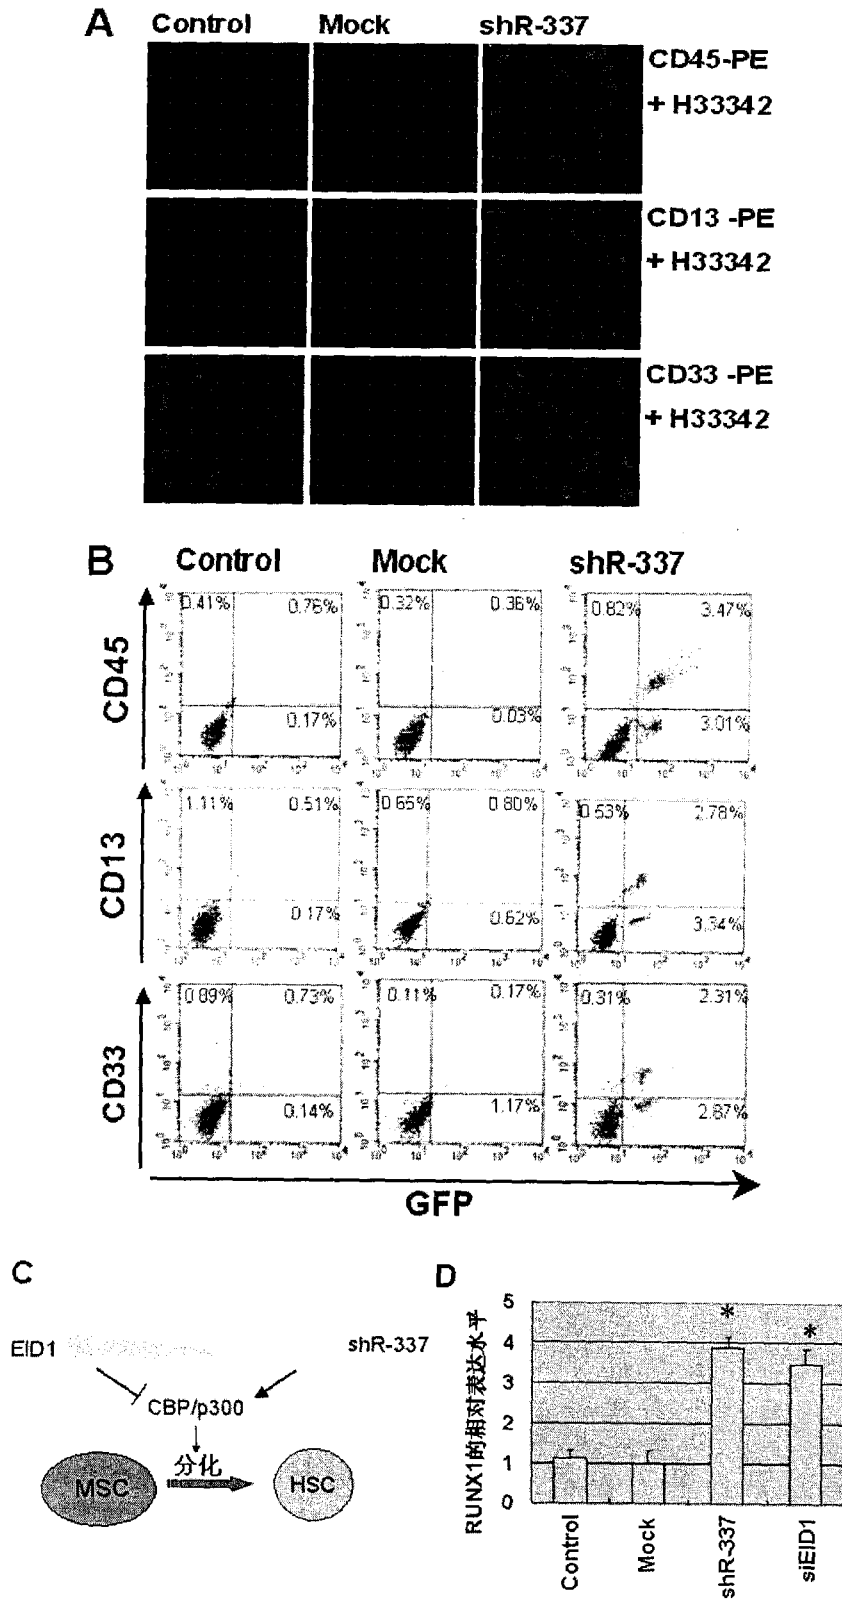 A
Control Mock shR-337
CD45-PE
+ H33342
CD13 -PE
+ H33342
CD33 -PE
+ H33342
B
Control Mock shR-337
CD45
0.41% 0.76%
0.17%
0.32% 0.36%
0.03%
0.82% 3.47%
3.01%
CD13
1.11% 0.51%
0.17%
0.65% 0.80%
0.62%
0.53% 2.78%
3.34%
CD33
0.89% 0.73%
0.14%
0.11% 0.17%
1.17%
0.31% 2.31%
2.87%
GFP
C
EID1
shR-337
CBP/p300
分化
MSC
HSC
D
RUNX1的相对表达水平
5
4
3
2
1
0
* *
Control
Mock
shR-337
siEID1